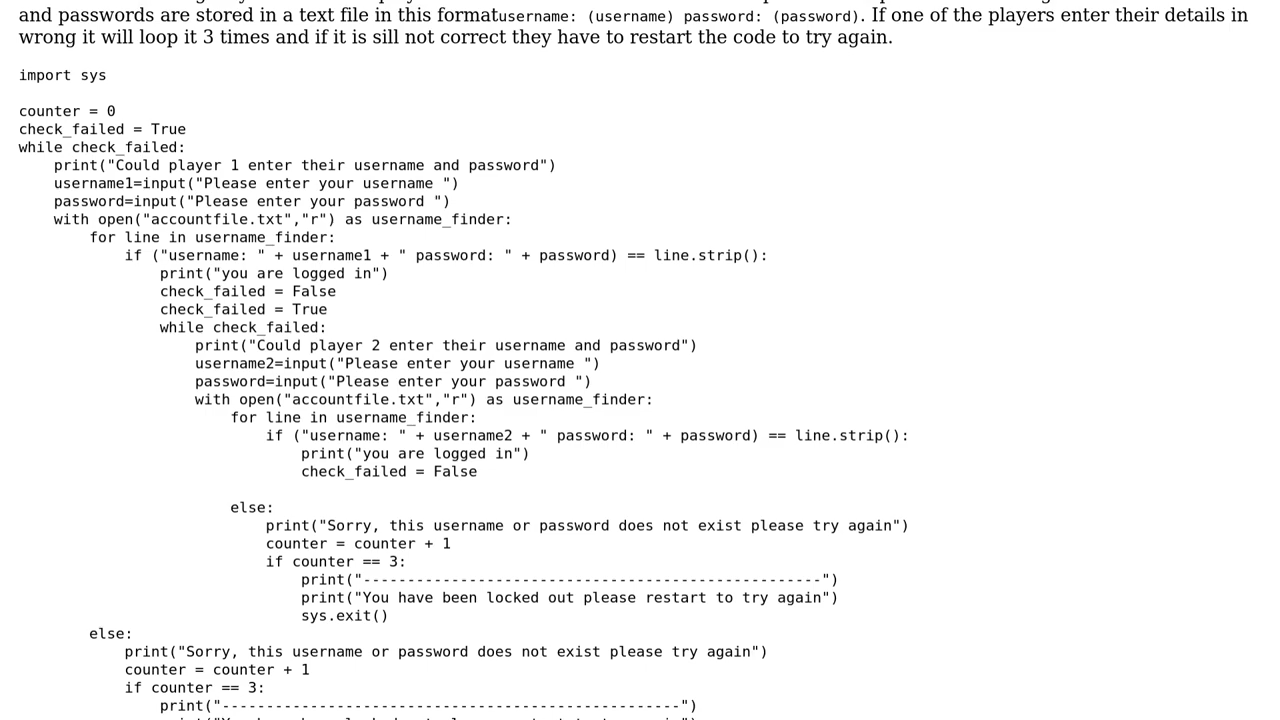 and passwords are stored in a text file in this formatusername: (username) password: (password). If one of the players enter their details in
wrong it will loop it 3 times and if it is sill not correct they have to restart the code to try again.
import sys
counter = 0
check_failed = True
while check_failed:
    print("Could player 1 enter their username and password")
    username1=input("Please enter your username ")
    password=input("Please enter your password ")
    with open("accountfile.txt","r") as username_finder:
        for line in username_finder:
            if ("username: " + username1 + " password: " + password) == line.strip():
                print("you are logged in")
                check_failed = False
                check_failed = True
                while check_failed:
                    print("Could player 2 enter their username and password")
                    username2=input("Please enter your username ")
                    password=input("Please enter your password ")
                    with open("accountfile.txt","r") as username_finder:
                        for line in username_finder:
                            if ("username: " + username2 + " password: " + password) == line.strip():
                                print("you are logged in")
                                check_failed = False
                        else:
                            print("Sorry, this username or password does not exist please try again")
                            counter = counter + 1
                            if counter == 3:
                                print("----------------------------------------------------")
                                print("You have been locked out please restart to try again")
                                sys.exit()
        else:
            print("Sorry, this username or password does not exist please try again")
            counter = counter + 1
            if counter == 3:
                print("----------------------------------------------------")